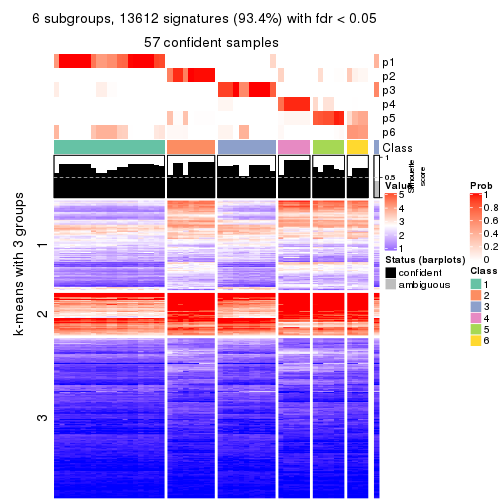 6 subgroups, 13612 signatures (93.4%) with fdr < 0.05
57 confident samples
p1
p2
p3
p4
p5
p6
Class
1
0.5
0
Silhouette
score
k-means with 3 groups
1
2
3
Value
5
4
3
2
1
Status (barplots)
confident
ambiguous
Prob
1
0.8
0.6
0.4
0.2
0
Class
1
2
3
4
5
6